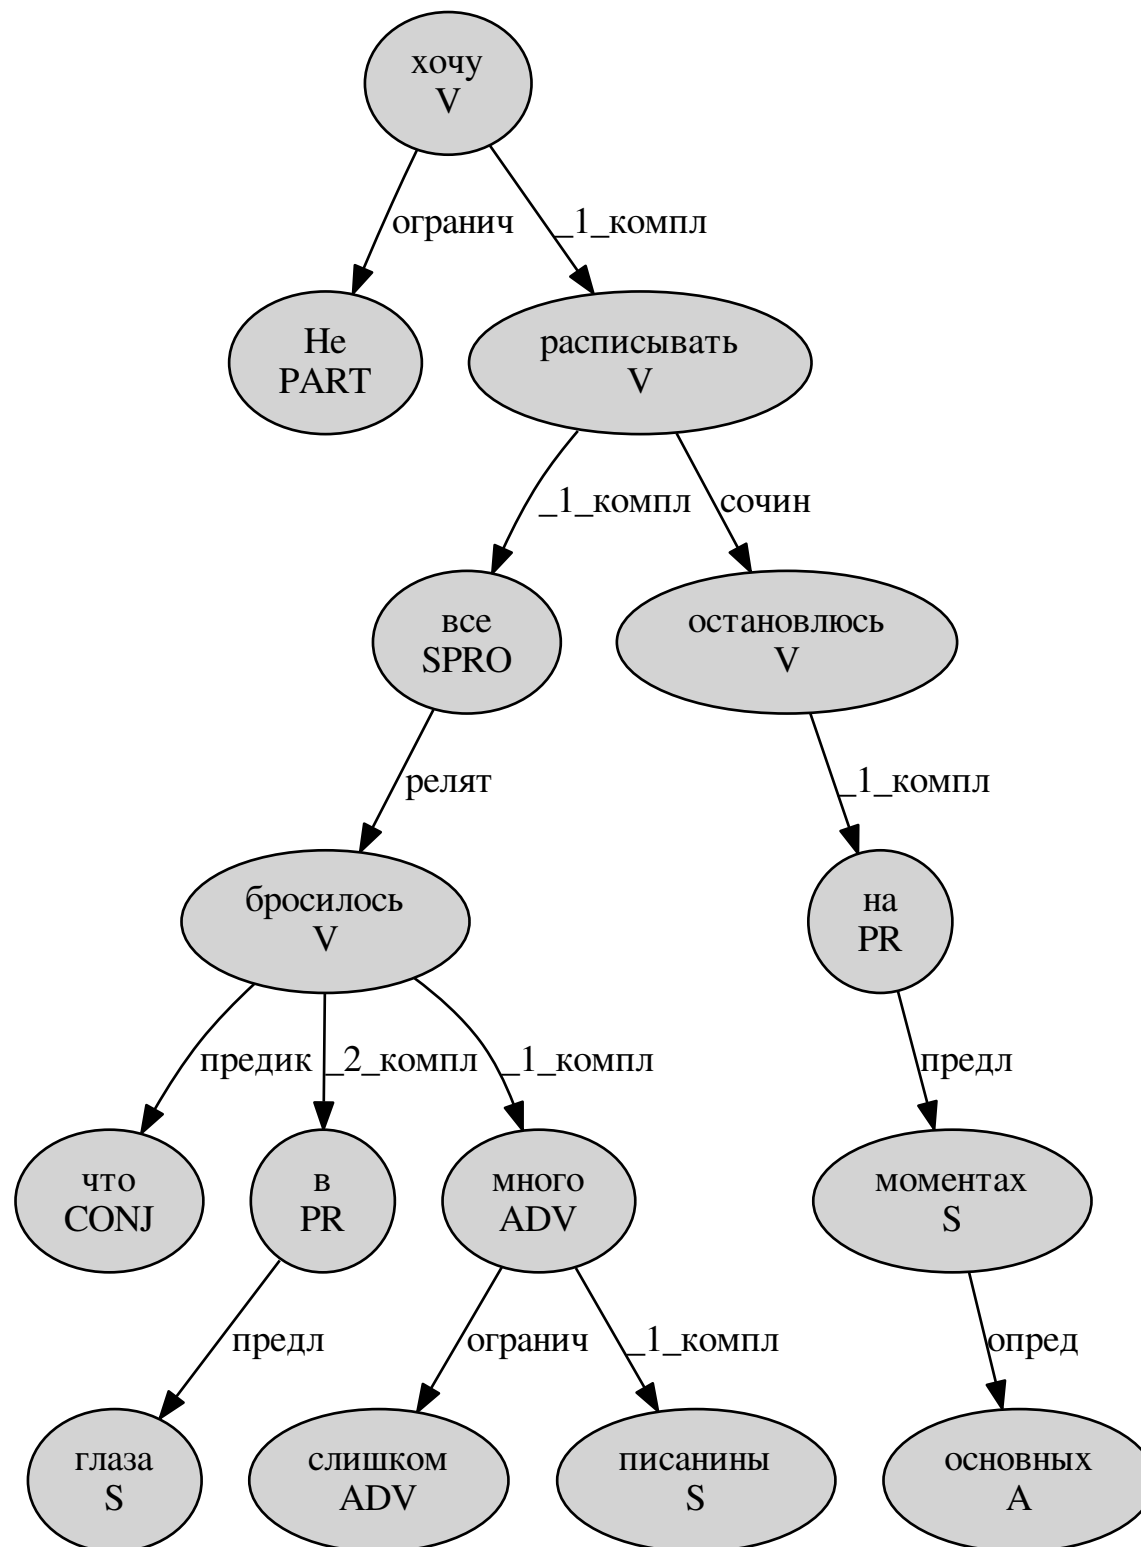 хочу
V
огранич
_1_компл
Не
PART
расписывать
V
_1_компл
сочин
все
SPRO
остановлюсь
V
релят
_1_компл
бросилось
V
на
PR
предик
_2_компл
_1_компл
предл
что
CONJ
в
PR
много
ADV
моментах
S
предл
огранич
_1_компл
опред
глаза
S
слишком
ADV
писанины
S
основных
A